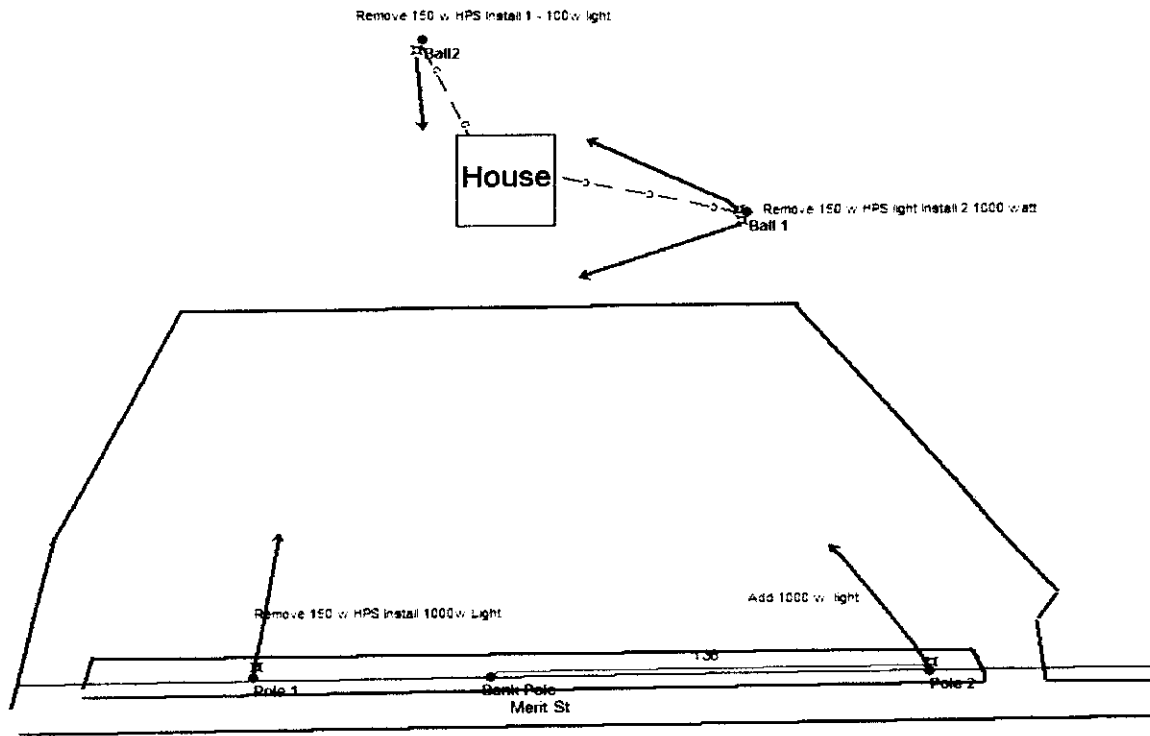 Remove 150 w HPS Install 1 - 100w light
Ball2
House
Remove 150 w HPS light Install 2 1000 watt
Ball 1
Remove 150 w HPS Install 1000w Light
Add 1000 w light
Pole 1
Bank Pole
Pole 2
Merit St